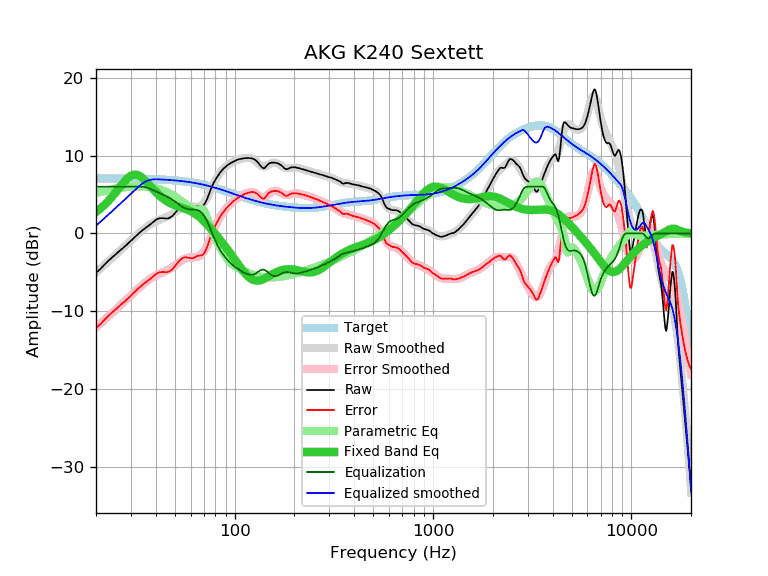 AKG K240 Sextett
Amplitude (dBr)
20
10
0
−10
−20
−30
Target
Raw Smoothed
Error Smoothed
Raw
Error
Parametric Eq
Fixed Band Eq
Equalization
Equalized smoothed
100
1000
10000
Frequency (Hz)